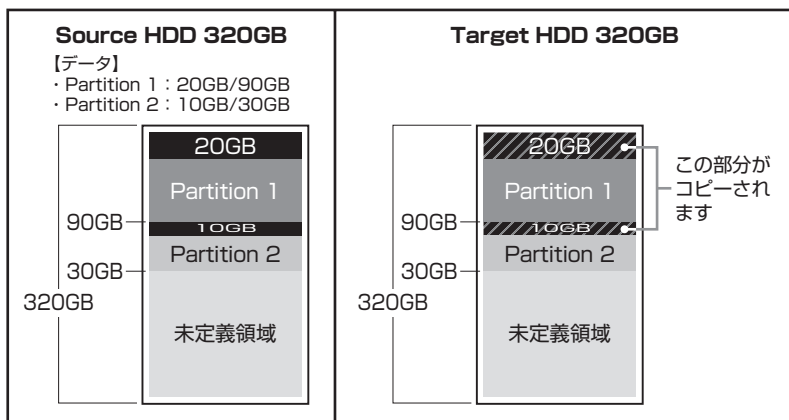 Source HDD 320GB
【データ】
・Partition 1：20GB/90GB
・Partition 2：10GB/30GB
20GB
Partition 1
90GB
10GB
Partition 2
30GB
320GB
未定義領域
Target HDD 320GB
20GB
Partition 1
90GB
10GB
Partition 2
30GB
320GB
未定義領域
この部分が
コピーされ
ます